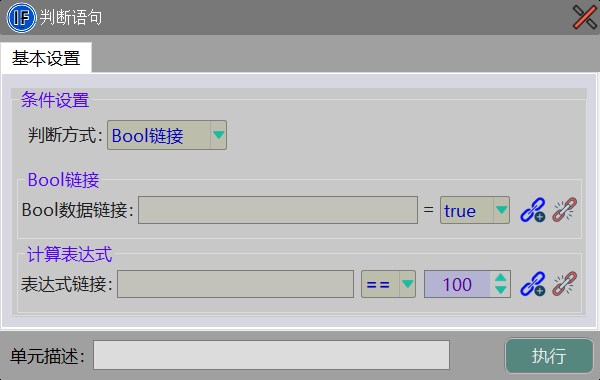 IF 判断语句
基本设置
条件设置
判断方式: Bool链接
Bool链接
Bool数据链接: = true
计算表达式
表达式链接: == 100
单元描述: 执行